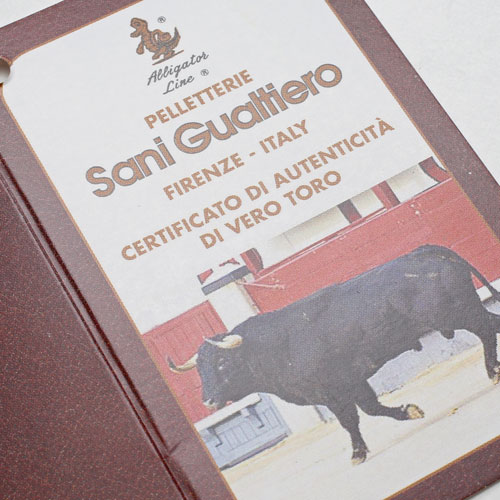 Alligator ®
Line ®
PELLETTERIE
Sani Gualtiero
FIRENZE - ITALY
CERTIFICATO DI AUTENTICITÀ
DI VERO TORO